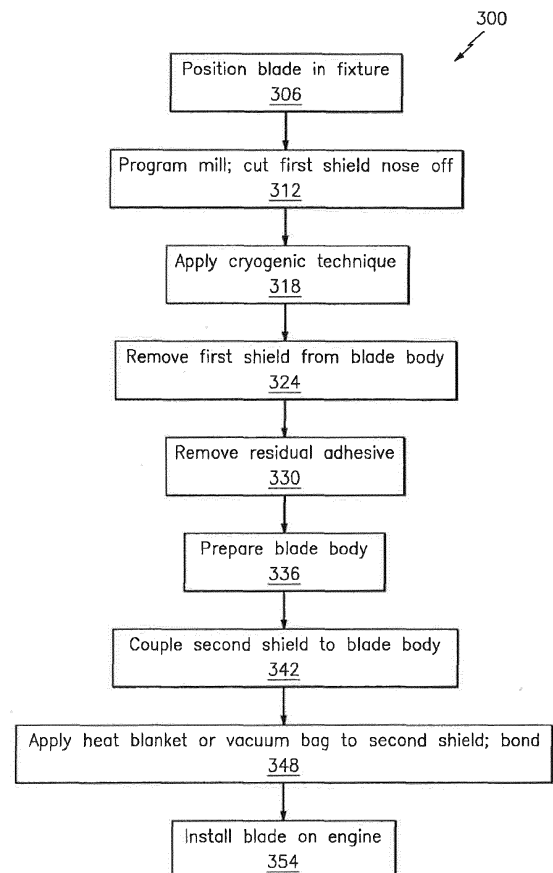 300
Position blade in fixture
306
Program mill; cut first shield nose off
312
Apply cryogenic technique
318
Remove first shield from blade body
324
Remove residual adhesive
330
Prepare blade body
336
Couple second shield to blade body
342
Apply heat blanket or vacuum bag to second shield; bond
348
Install blade on engine
354